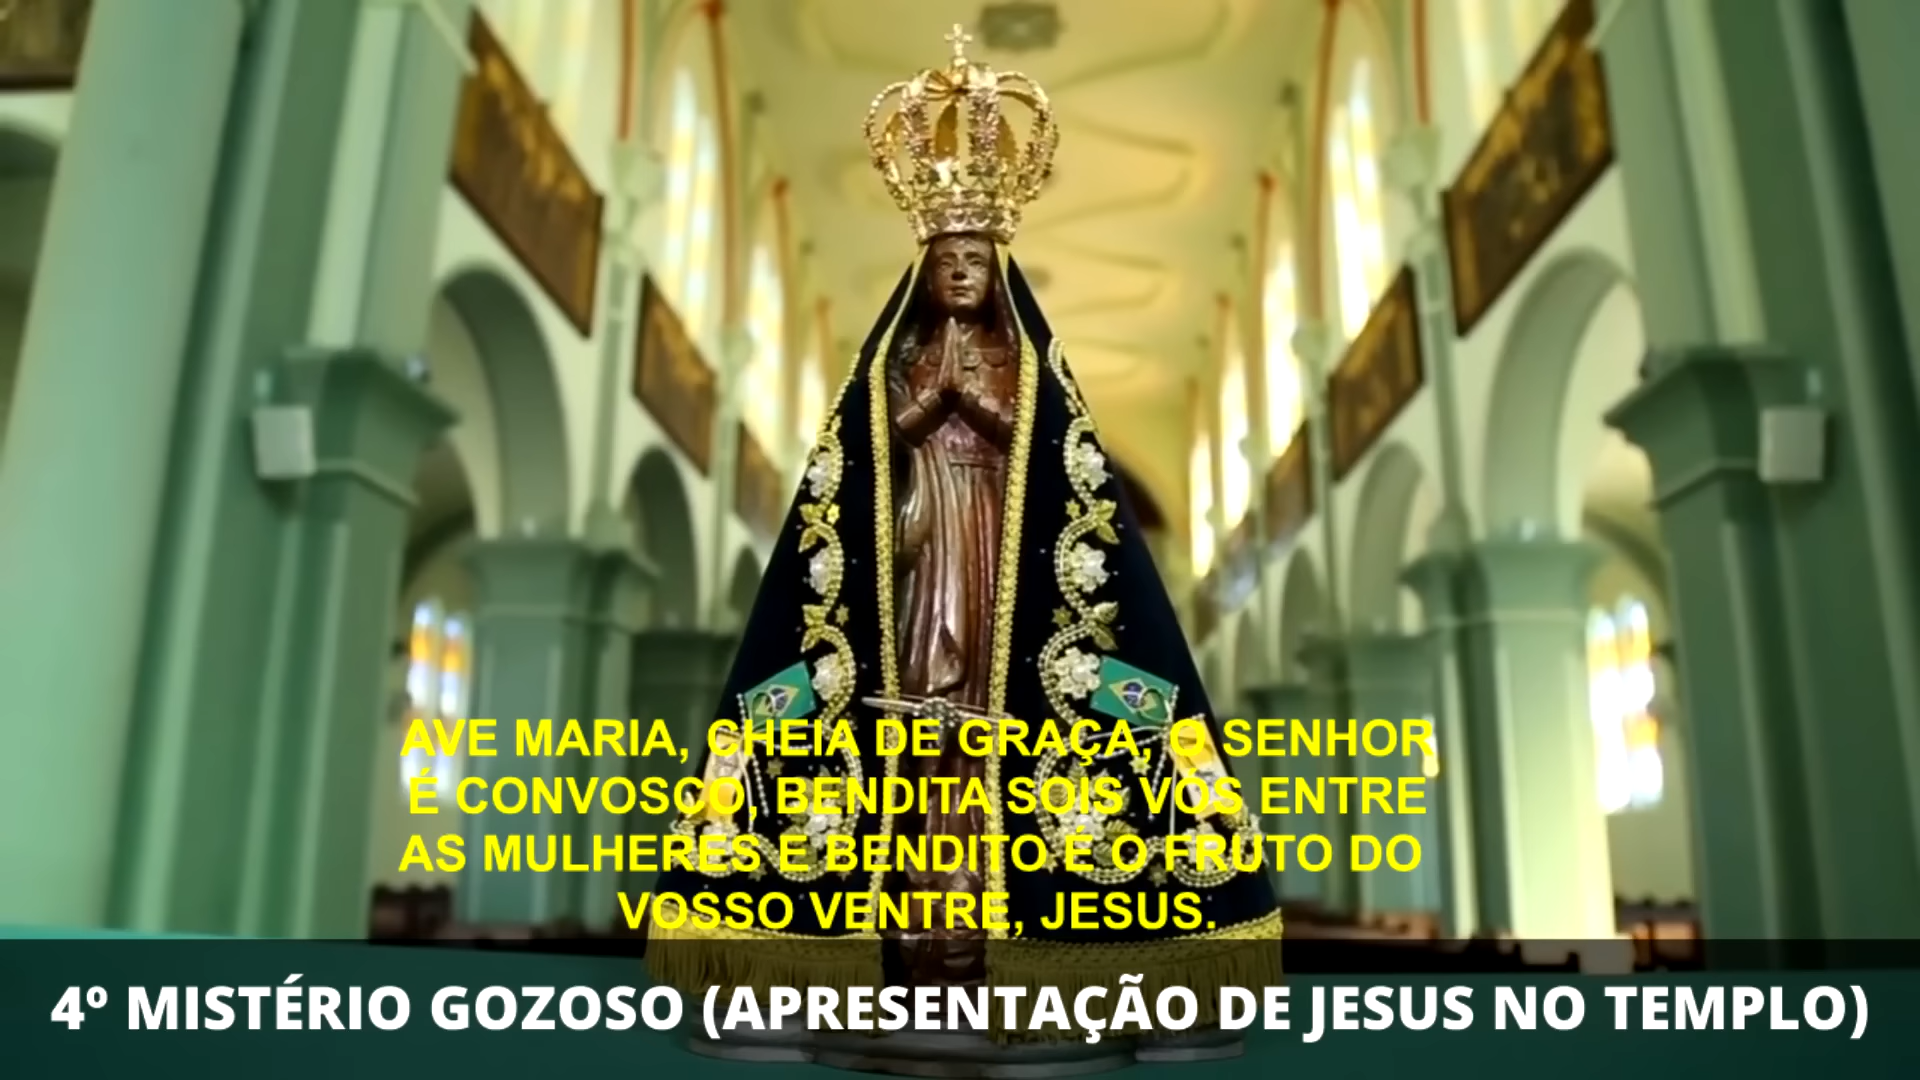 AVE MARIA, CHEIA DE GRAÇA, O SENHOR
É CONVOSCO, BENDITA SOIS VÓS ENTRE
AS MULHERES E BENDITO É O FRUTO DO
VOSSO VENTRE, JESUS.
4º MISTÉRIO GOZOSO (APRESENTAÇÃO DE JESUS NO TEMPLO)